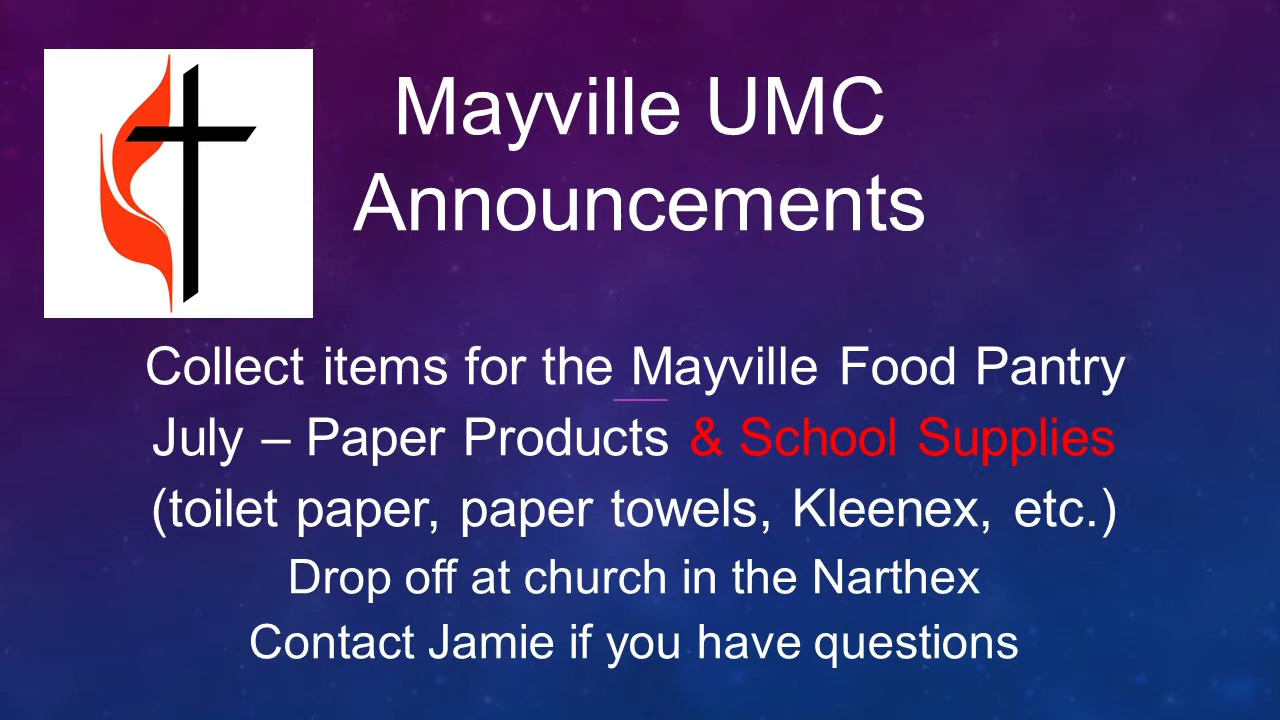 Mayville UMC
Announcements
Collect items for the Mayville Food Pantry
July – Paper Products & School Supplies
(toilet paper, paper towels, Kleenex, etc.)
Drop off at church in the Narthex
Contact Jamie if you have questions